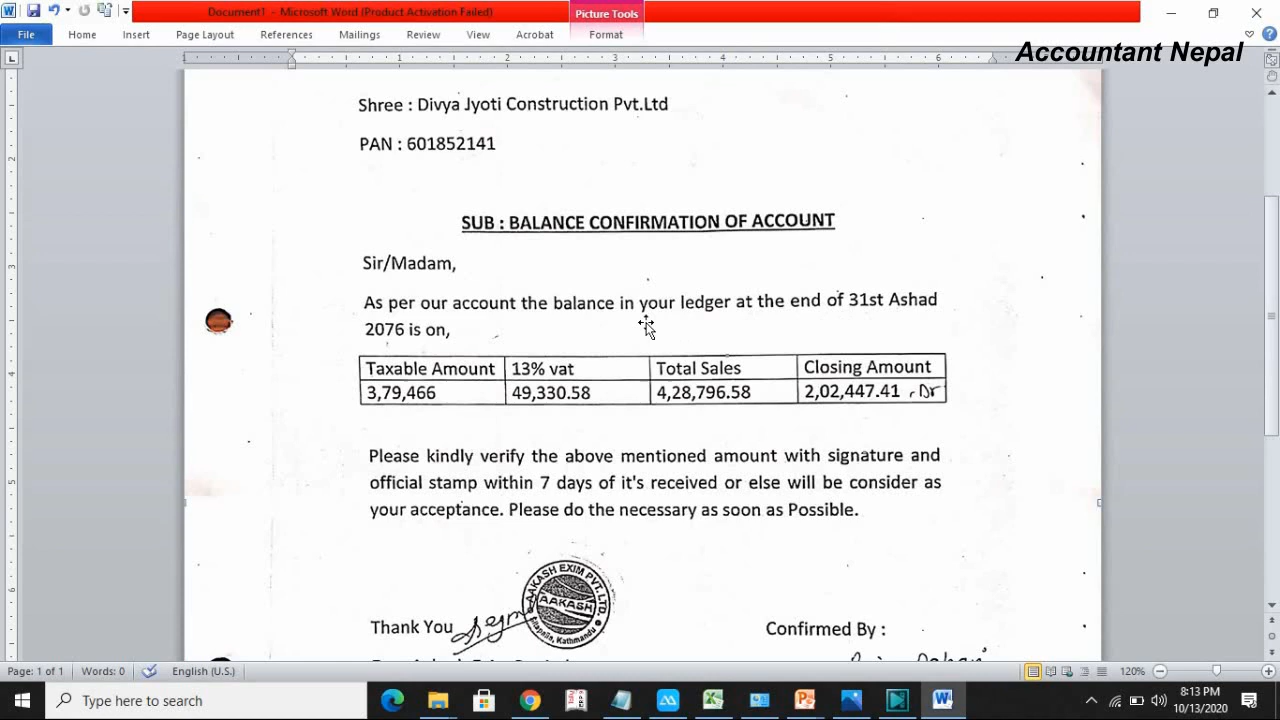 Document1 - Microsoft Word (Product Activation Failed)
Picture Tools
File Home Insert Page Layout References Mailings Review View Acrobat Format
Accountant Nepal
Shree : Divya Jyoti Construction Pvt.Ltd
PAN : 601852141
SUB : BALANCE CONFIRMATION OF ACCOUNT
Sir/Madam,
As per our account the balance in your ledger at the end of 31st Ashad
2076 is on,
Taxable Amount 13% vat Total Sales Closing Amount
3,79,466 49,330.58 4,28,796.58 2,02,447.41 Dr
Please kindly verify the above mentioned amount with signature and
official stamp within 7 days of it's received or else will be consider as
your acceptance. Please do the necessary as soon as Possible.
AAKASH EXIM PVT. LTD.
AAKASH
Kathmandu
Thank You
Confirmed By :
Page: 1 of 1 Words: 0 English (U.S.) 120%
Type here to search
8:13 PM
10/13/2020